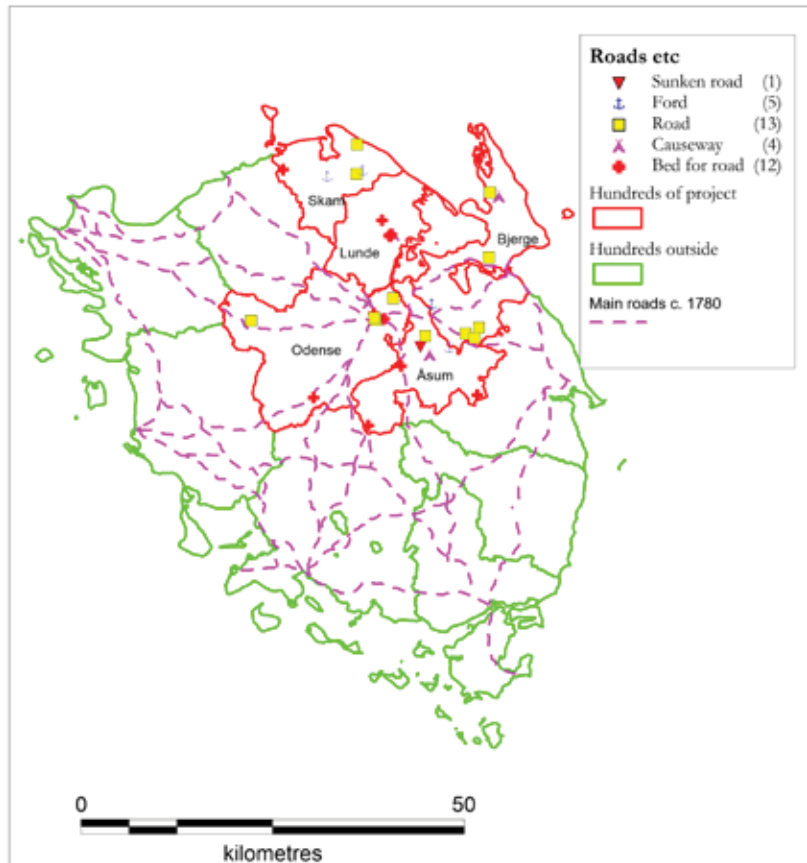 Roads etc
Sunken road (1)
Ford (5)
Road (13)
Causeway (4)
Bed for road (12)
Hundreds of project
Hundreds outside
Main roads c. 1780
Skam
Lunde
Bjerge
Odense
Åsum
0 50
kilometres